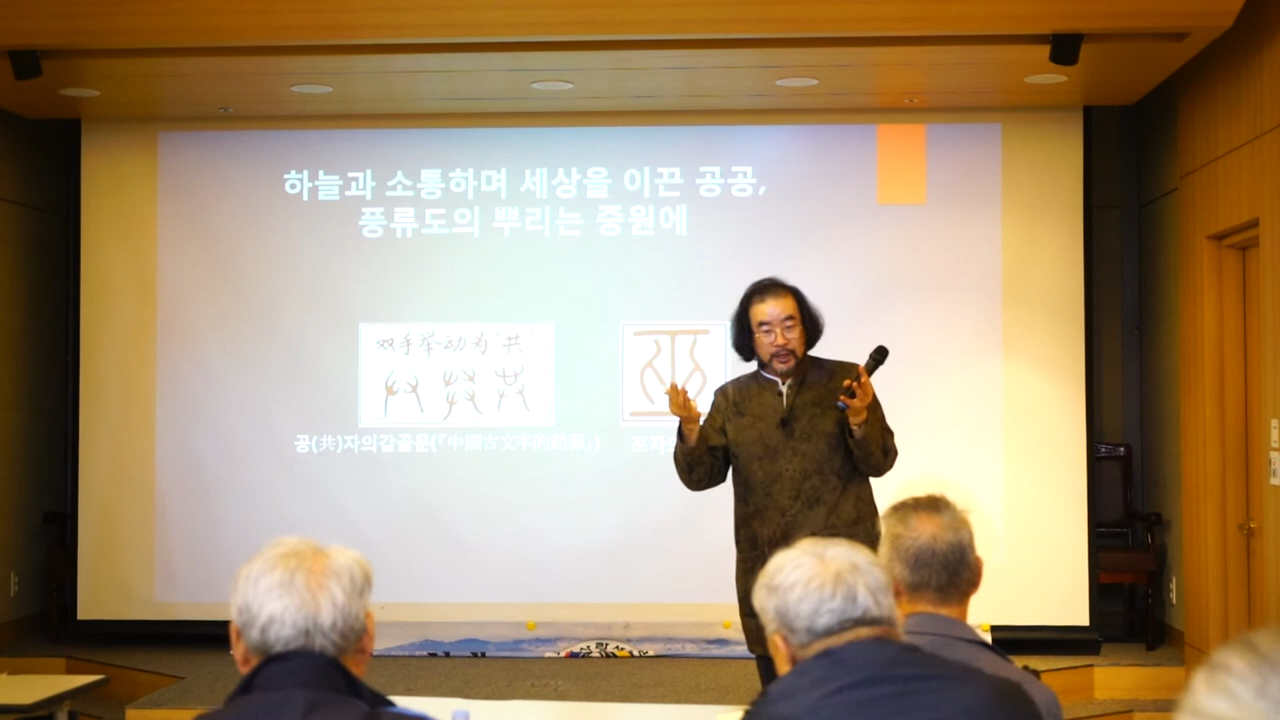 하늘과 소통하며 세상을 이끈 공공,
풍류도의 뿌리는 중원에
双手举动为 共
공(共)자의갑골문(『中國古文字的起源』)